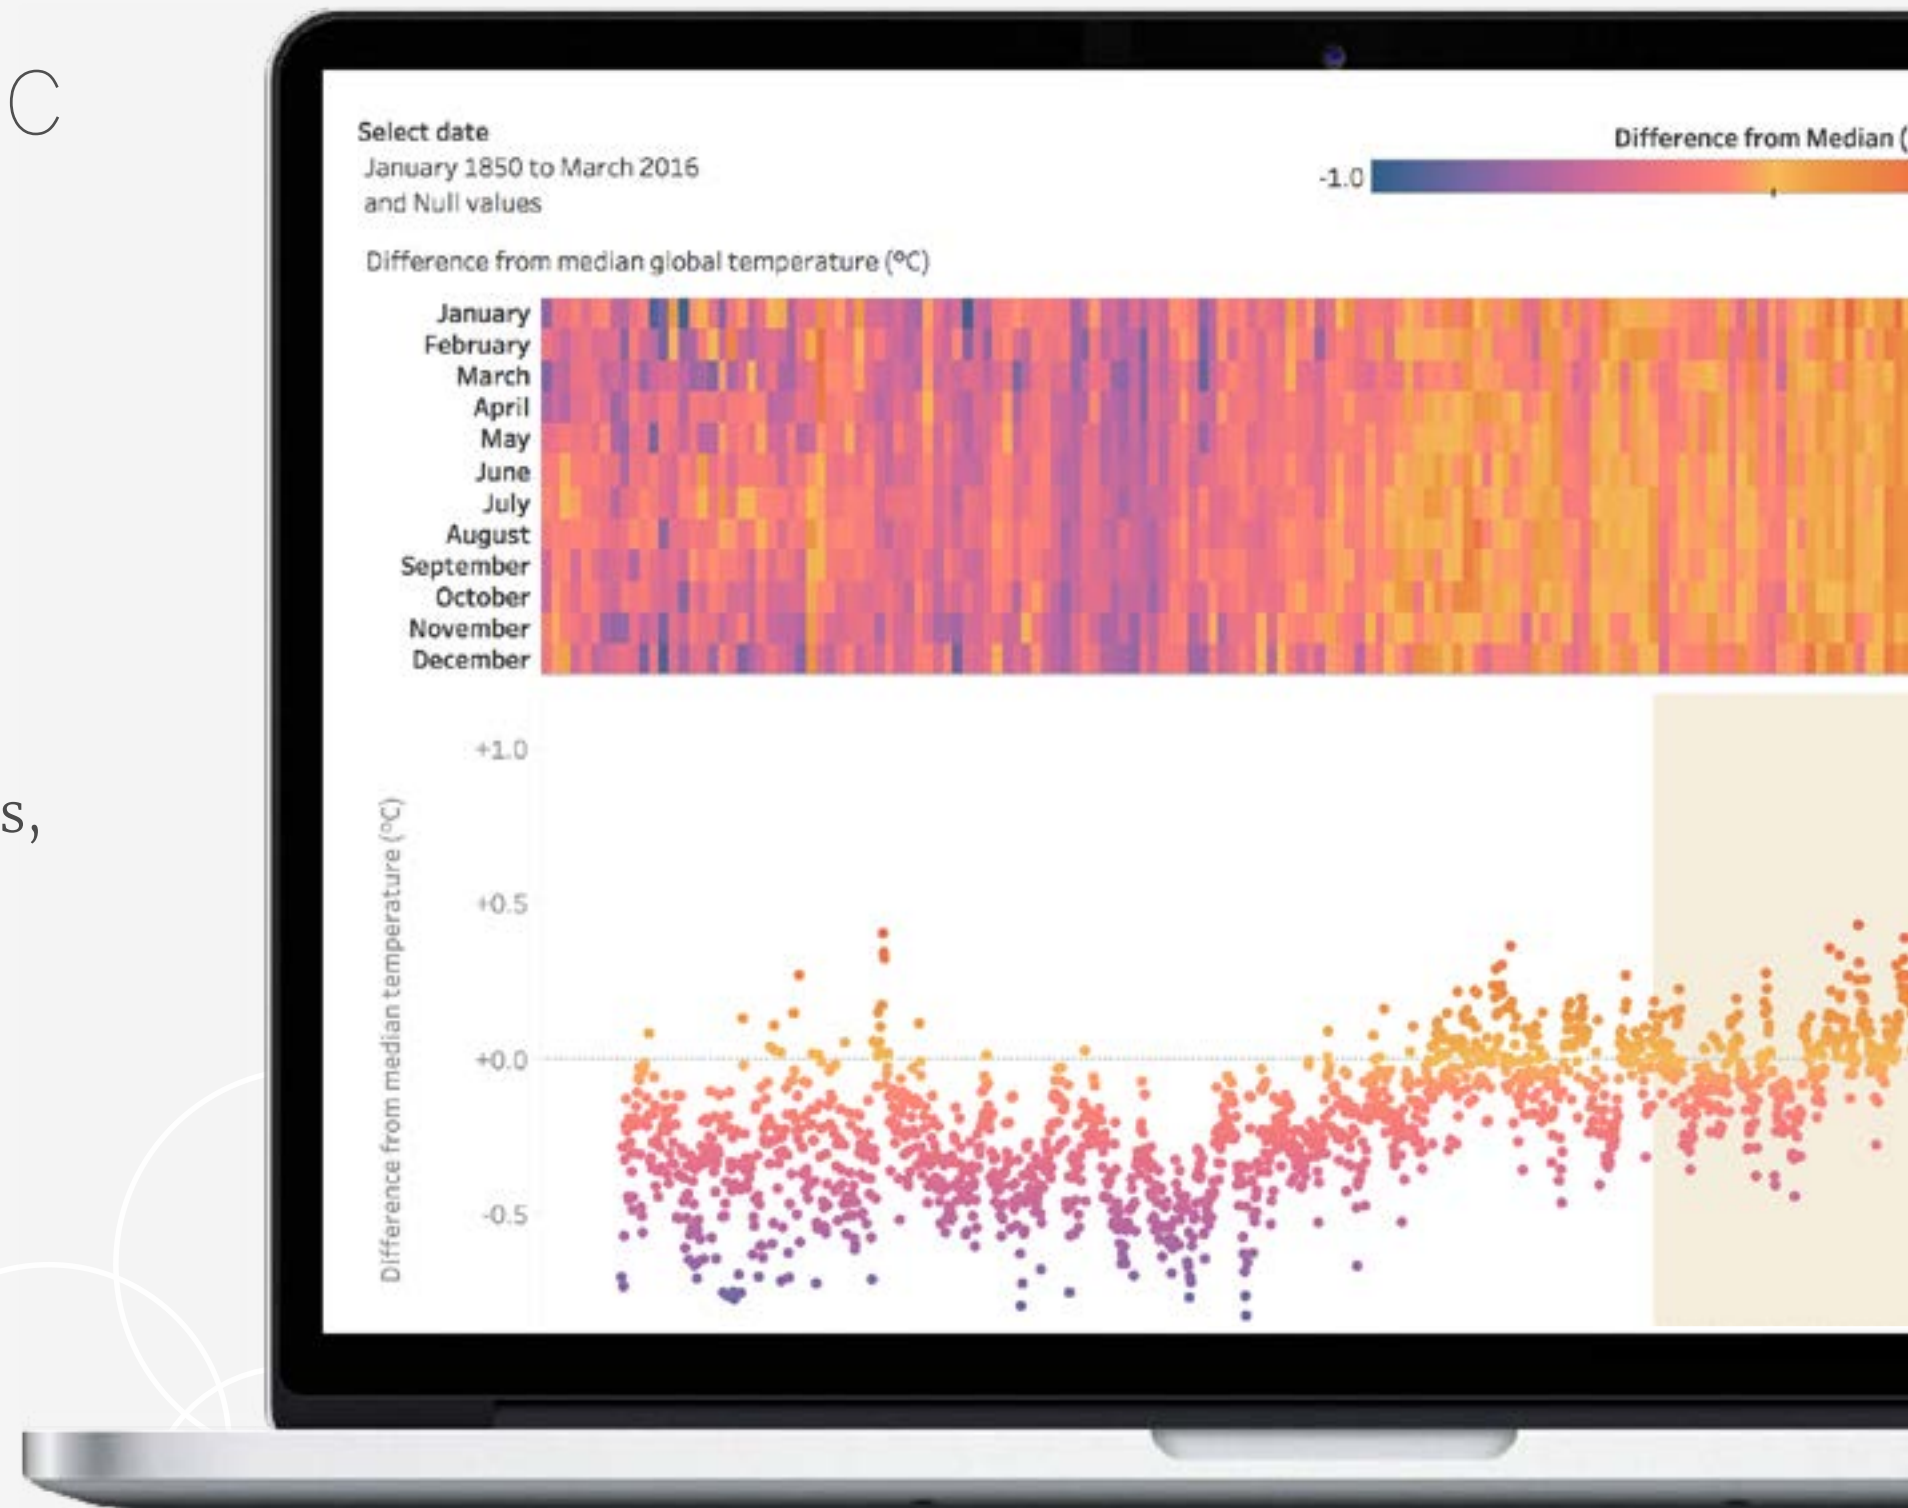 C
s,
Select date
January 1850 to March 2016
and Null values
Difference from Median (
-1.0
Difference from median global temperature (°C)
January
February
March
April
May
June
July
August
September
October
November
December
+1.0
+0.5
+0.0
-0.5
Difference from median temperature (°C)